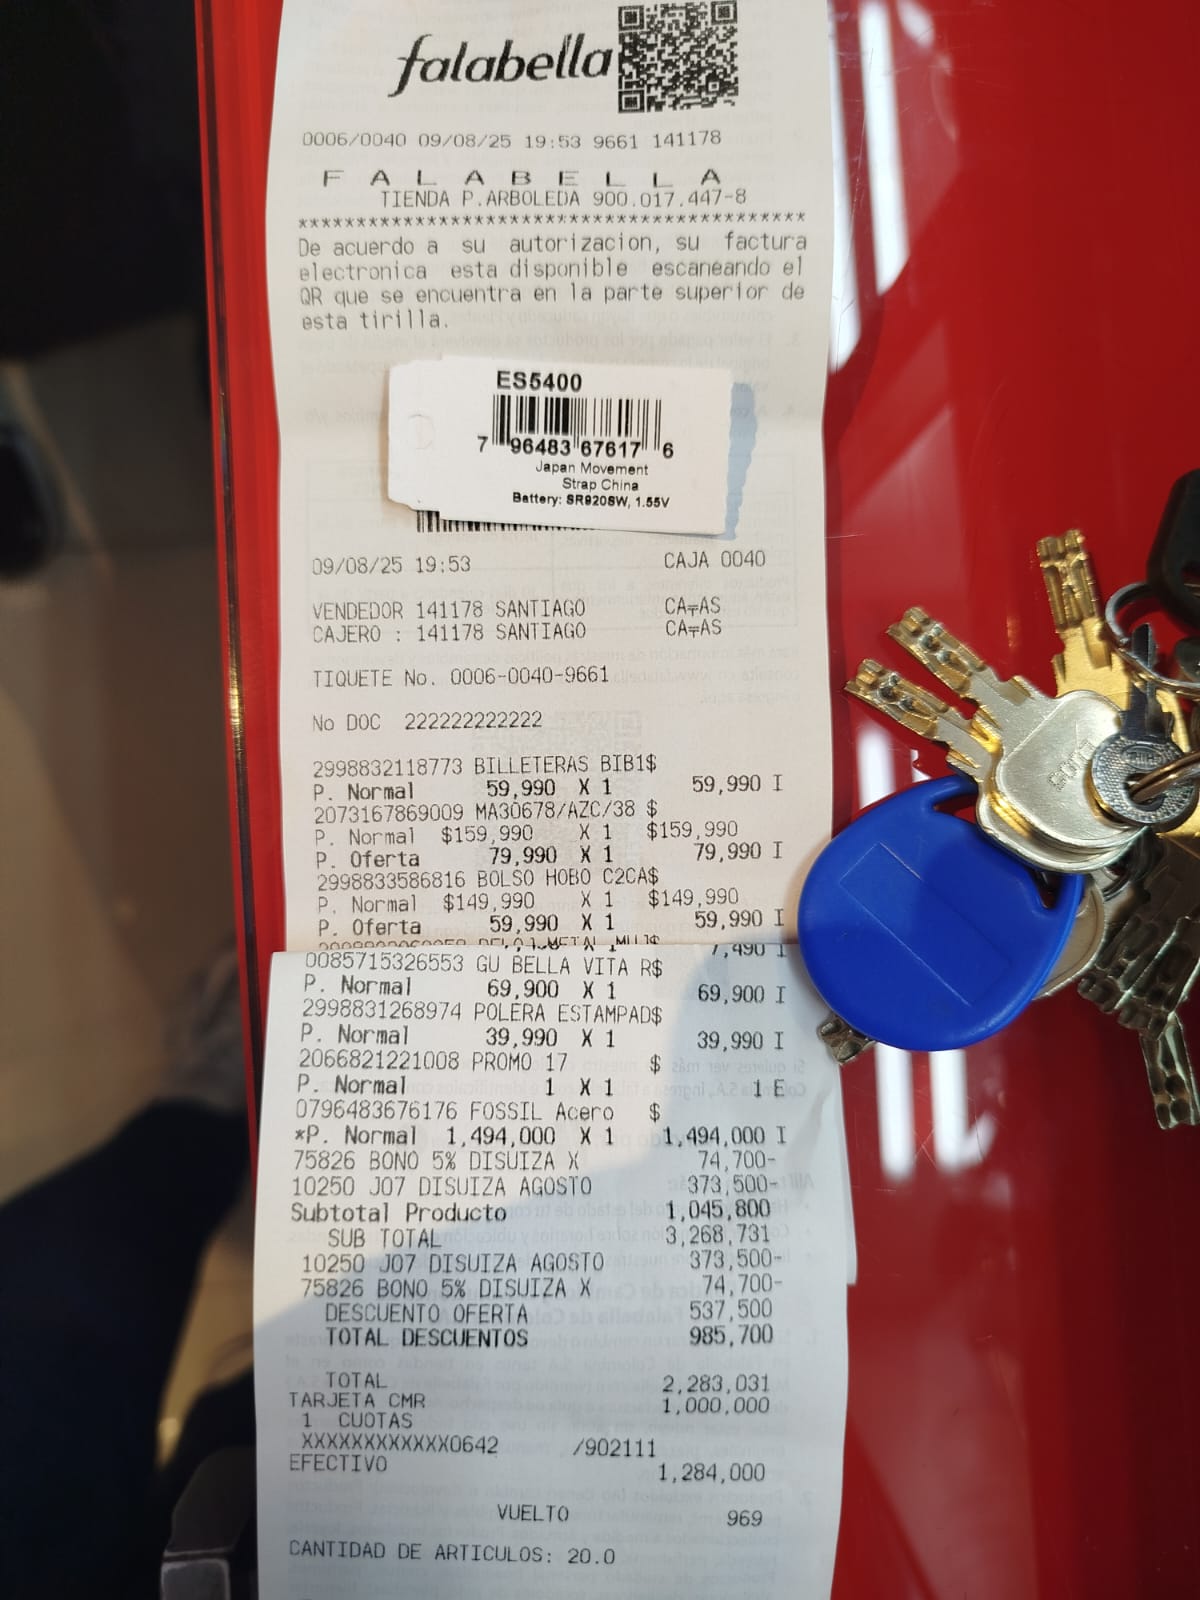 falabella
0006/0040 09/08/25 19:53 9661 141178
F A L A B E L L A
TIENDA P.ARBOLEDA 900.017.447-8
********************************************
De acuerdo a su autorizacion, su factura
electronica esta disponible escaneando el
QR que se encuentra en la parte superior de
esta tirilla.
ES5400
7 96483 67617 6
Japan Movement
Strap China
Battery: SR920SW, 1.55V
09/08/25 19:53 CAJA 0040
VENDEDOR 141178 SANTIAGO CA╤AS
CAJERO : 141178 SANTIAGO CA╤AS
TIQUETE No. 0006-0040-9661
No DOC 222222222222
2998832118773 BILLETERAS BIB1$
P. Normal 59,990 X 1 59,990 I
2073167869009 MA30678/AZC/38 $
P. Normal $159,990 X 1 $159,990
P. Oferta 79,990 X 1 79,990 I
2998833586816 BOLSO HOBO C2CA$
P. Normal $149,990 X 1 $149,990
P. Oferta 59,990 X 1 59,990 I
7,490 I
0085715326553 GU BELLA VITA R$
P. Normal 69,900 X 1 69,900 I
2998831268974 POLERA ESTAMPAD$
P. Normal 39,990 X 1 39,990 I
2066821221008 PROMO 17 $
P. Normal 1 X 1 1 E
0796483676176 FOSSIL Acero $
*P. Normal 1,494,000 X 1 1,494,000 I
75826 BONO 5% DISUIZA X 74,700-
10250 J07 DISUIZA AGOSTO 373,500-
Subtotal Producto 1,045,800
SUB TOTAL 3,268,731
10250 J07 DISUIZA AGOSTO 373,500-
75826 BONO 5% DISUIZA X 74,700-
DESCUENTO OFERTA 537,500
TOTAL DESCUENTOS 985,700
TOTAL 2,283,031
TARJETA CMR 1,000,000
1 CUOTAS
XXXXXXXXXXXX0642 /902111
EFECTIVO 1,284,000
VUELTO 969
CANTIDAD DE ARTICULOS: 20.0